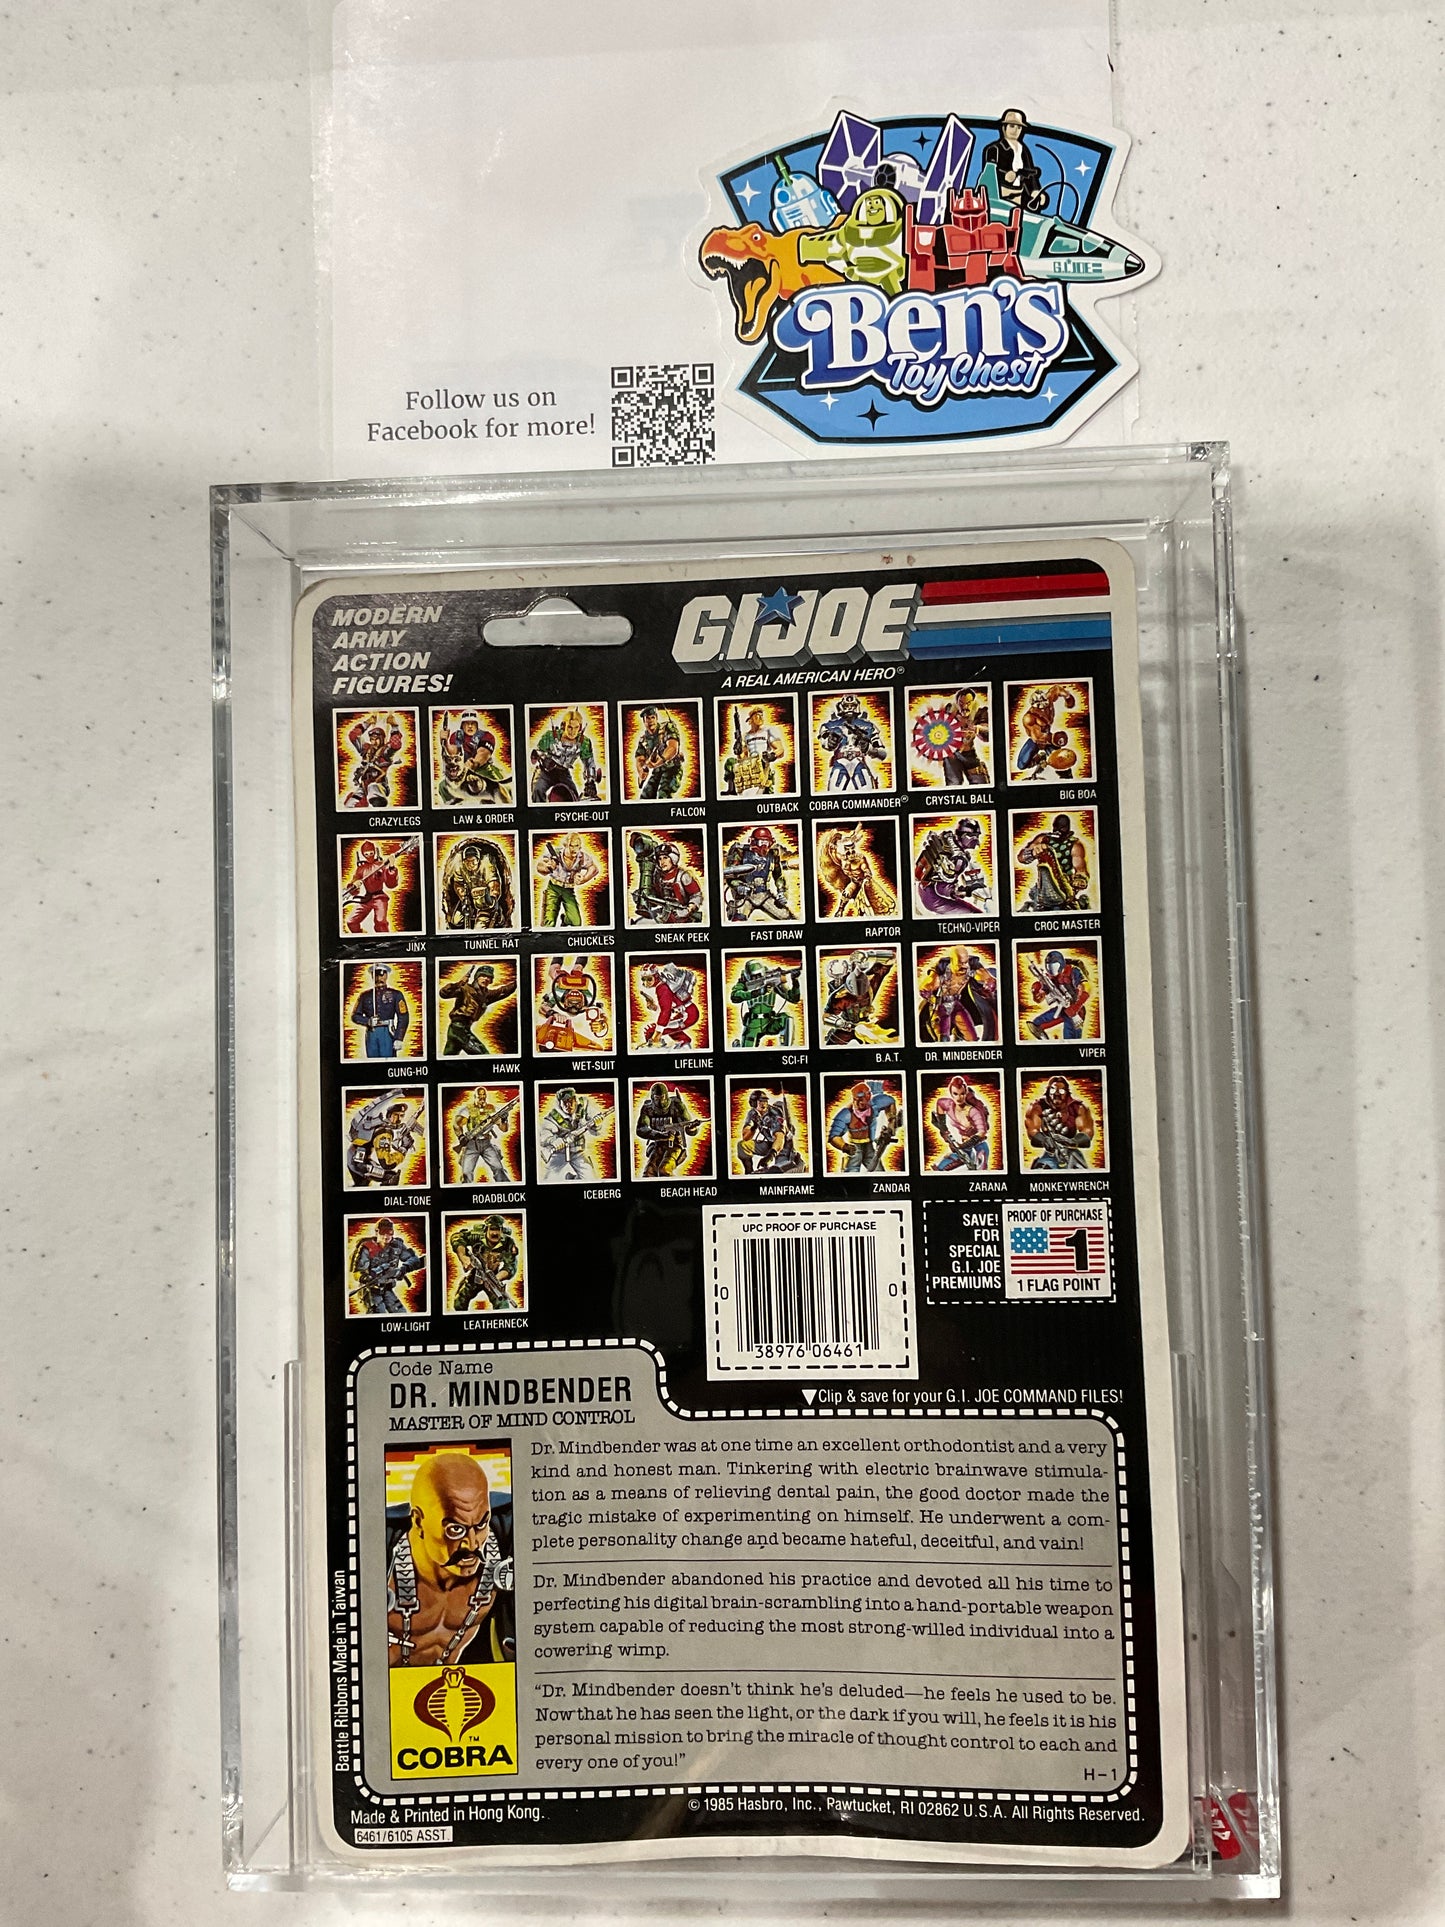 G.I.JOE
Ben's
Toy Chest
Follow us on
Facebook for more!
MODERN
ARMY
ACTION
FIGURES!
G.I.JOE
A REAL AMERICAN HERO®
CRAZYLEGS LAW & ORDER PSYCHE-OUT FALCON OUTBACK COBRA COMMANDER® CRYSTAL BALL BIG BOA
JINX TUNNEL RAT CHUCKLES SNEAK PEEK FAST DRAW RAPTOR TECHNO-VIPER CROC MASTER
GUNG-HO HAWK WET-SUIT LIFELINE SCI-FI B.A.T. DR. MINDBENDER VIPER
DIAL-TONE ROADBLOCK ICEBERG BEACH HEAD MAINFRAME ZANDAR ZARANA MONKEYWRENCH
LOW-LIGHT LEATHERNECK
UPC PROOF OF PURCHASE
0 0
38976 06461
SAVE!
FOR
SPECIAL
G.I. JOE
PREMIUMS
PROOF OF PURCHASE
1
1 FLAG POINT
▼Clip & save for your G.I. JOE COMMAND FILES!
Code Name
DR. MINDBENDER
MASTER OF MIND CONTROL
Dr. Mindbender was at one time an excellent orthodontist and a very
kind and honest man. Tinkering with electric brainwave stimula-
tion as a means of relieving dental pain, the good doctor made the
tragic mistake of experimenting on himself. He underwent a com-
plete personality change and became hateful, deceitful, and vain!
Dr. Mindbender abandoned his practice and devoted all his time to
perfecting his digital brain-scrambling into a hand-portable weapon
system capable of reducing the most strong-willed individual into a
cowering wimp.
"Dr. Mindbender doesn't think he's deluded—he feels he used to be.
Now that he has seen the light, or the dark if you will, he feels it is his
personal mission to bring the miracle of thought control to each and
every one of you!"
H-1
COBRA
TM
Battle Ribbons Made in Taiwan
Made & Printed in Hong Kong.
6461/6105 ASST.
© 1985 Hasbro, Inc., Pawtucket, RI 02862 U.S.A. All Rights Reserved.